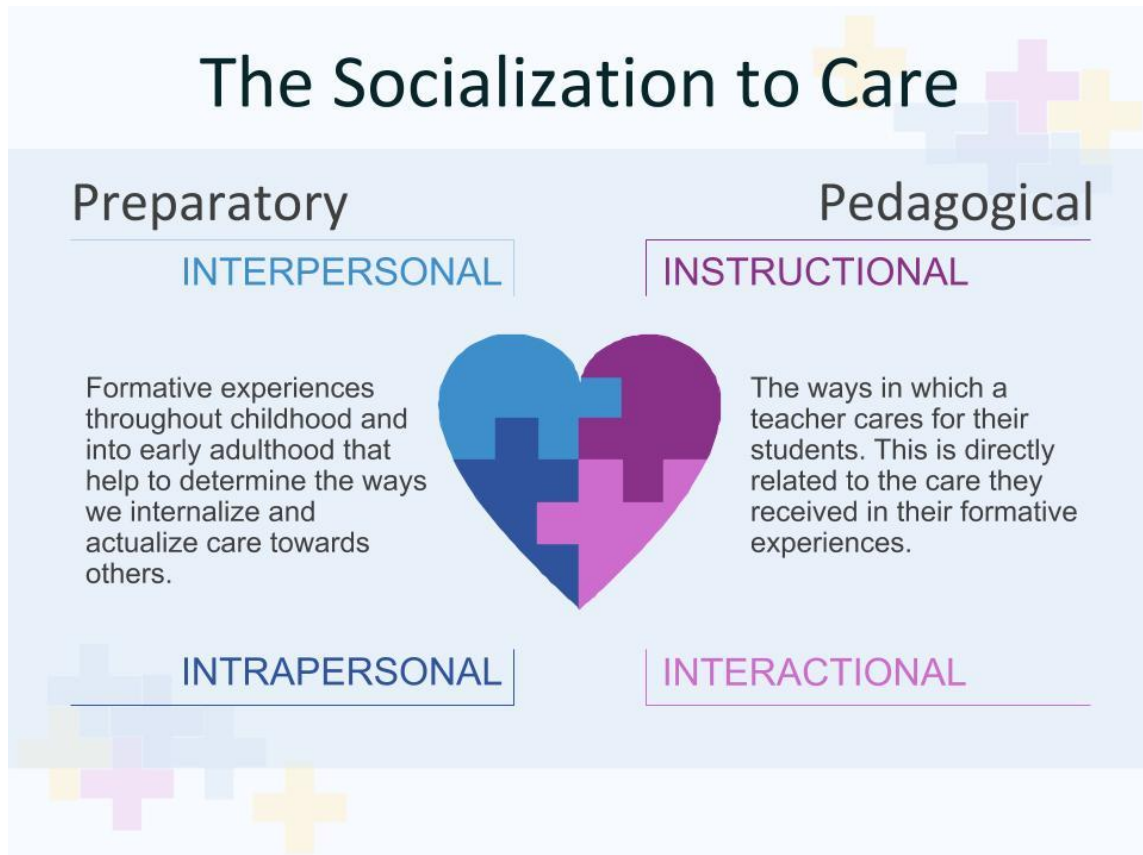 The Socialization to Care
Preparatory
INTERPERSONAL
Formative experiences
throughout childhood and
into early adulthood that
help to determine the ways
we internalize and
actualize care towards
others.
INTRAPERSONAL
Pedagogical
INSTRUCTIONAL
The ways in which a
teacher cares for their
students. This is directly
related to the care they
received in their formative
experiences.
INTERACTIONAL